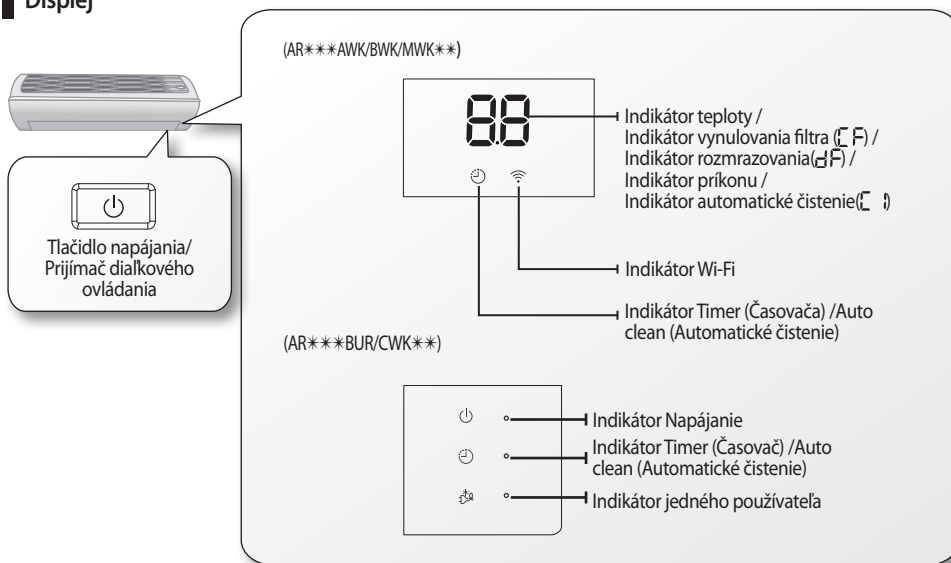 Displej
(AR✳✳✳AWK/BWK/MWK✳✳)
88
Indikátor teploty /
Indikátor vynulovania filtra (CF) /
Indikátor rozmrazovania(dF) /
Indikátor príkonu /
Indikátor automatické čistenie(C1)
Tlačidlo napájania/
Prijímač diaľkového
ovládania
Indikátor Wi-Fi
Indikátor Timer (Časovača) /Auto
clean (Automatické čistenie)
(AR✳✳✳BUR/CWK✳✳)
Indikátor Napájanie
Indikátor Timer (Časovač) /Auto
clean (Automatické čistenie)
Indikátor jedného používateľa